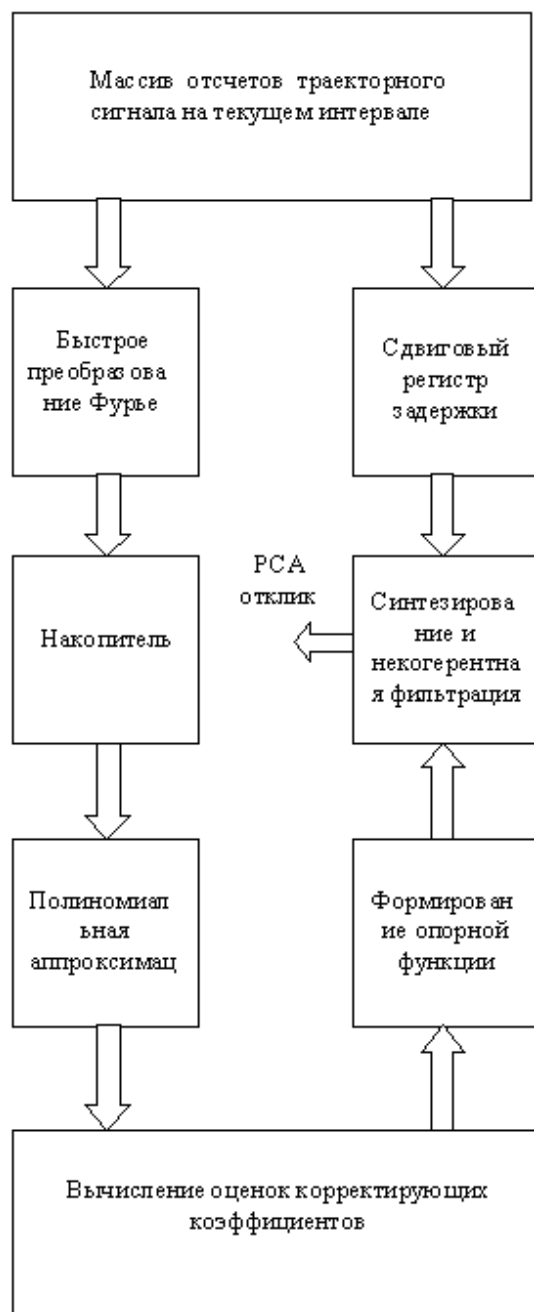 Массив отсчетов траекторного
сигнала на текущем интервале
Быстрое
преобразова
ние Фурье
Сдвиговый
регистр
задержки
Накопитель
РСА
отклик
Синтезирова
ние и
некогерентна
я фильтрация
Полиномиал
ьная
аппроксимац
Формирован
ие опорной
функции
Вычисление оценок корректирующих
коэффициентов